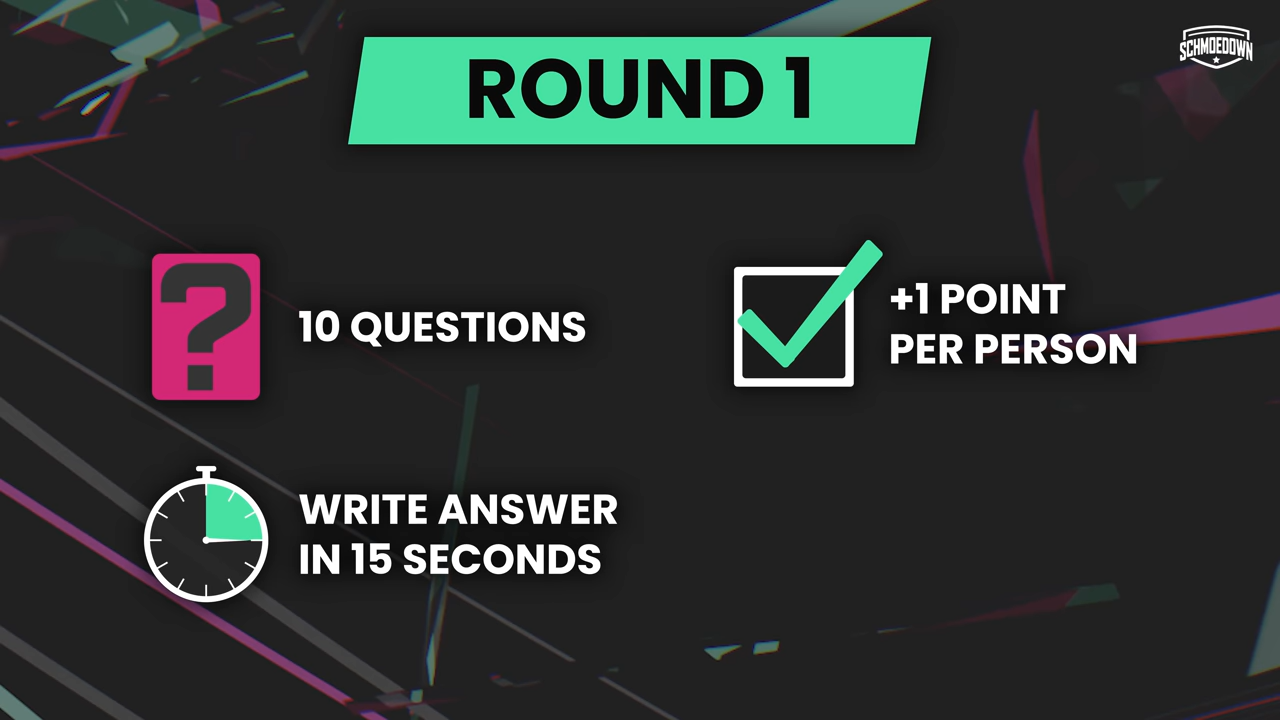 SCHMOEDOWN
ROUND 1
?
10 QUESTIONS
+1 POINT
PER PERSON
WRITE ANSWER
IN 15 SECONDS